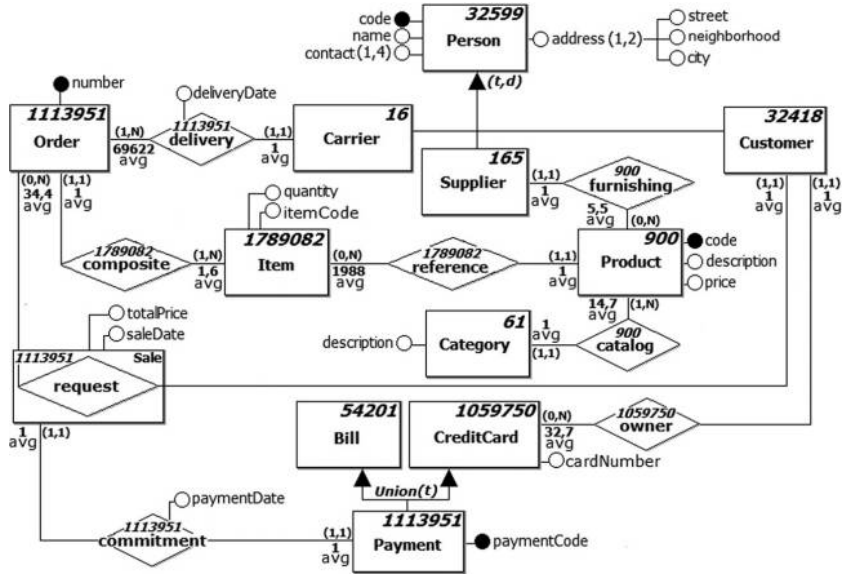 32599
Person
code
name
contact (1,4)
address (1,2)
street
neighborhood
city
(t,d)
number
1113951
Order
deliveryDate
(1,N)
69622
avg
1113951
delivery
(1,1)
1
avg
16
Carrier
32418
Customer
165
Supplier
(1,1)
1
avg
900
furnishing
5,5
avg
(0,N)
(0,N)
34,4
avg
(1,1)
1
avg
(1,1)
1
avg
(1,1)
1
avg
1789082
composite
(1,N)
1,6
avg
quantity
itemCode
1789082
Item
(0,N)
1988
avg
1789082
reference
(1,1)
1
avg
900
Product
code
description
price
14,7
avg
(1,N)
900
catalog
1
avg
(1,1)
61
Category
description
totalPrice
saleDate
1113951
Sale
request
1
avg
(1,1)
54201
Bill
1059750
CreditCard
cardNumber
(0,N)
32,7
avg
1059750
owner
Union(t)
paymentDate
1113951
commitment
(1,1)
1
avg
1113951
Payment
paymentCode